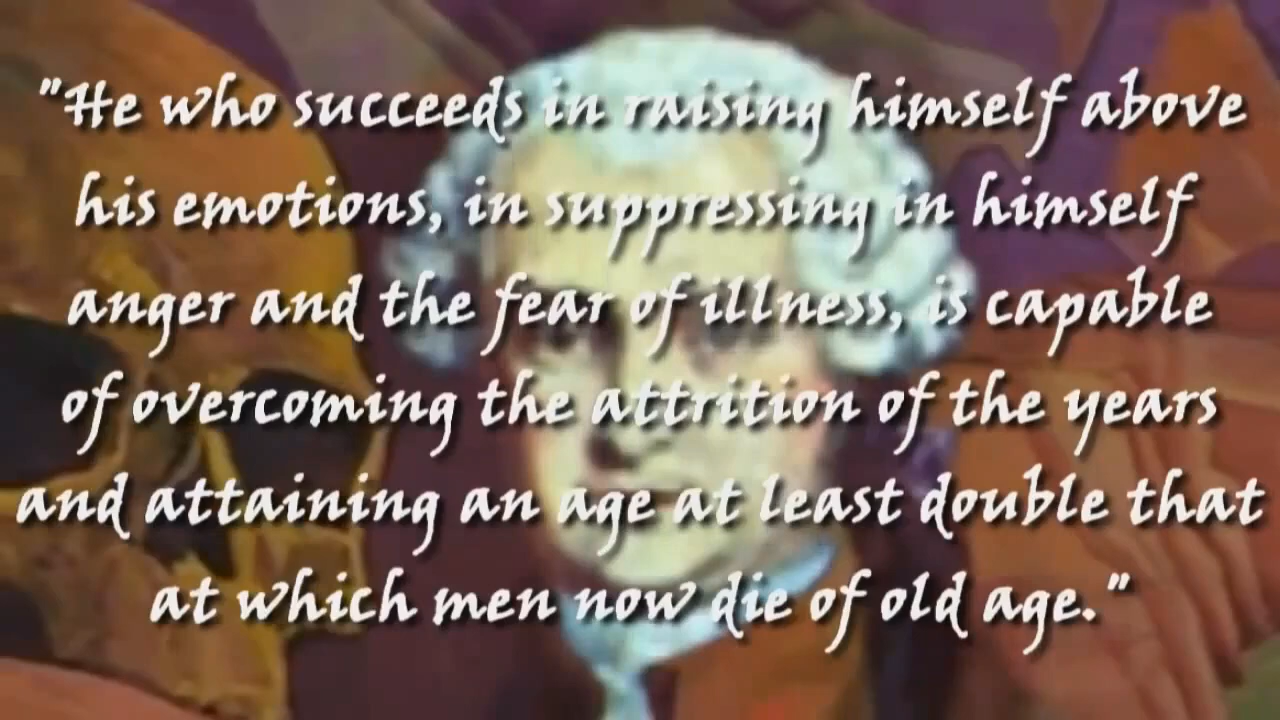 "He who succeeds in raising himself above
his emotions, in suppressing in himself
anger and the fear of illness, is capable
of overcoming the attrition of the years
and attaining an age at least double that
at which men now die of old age."